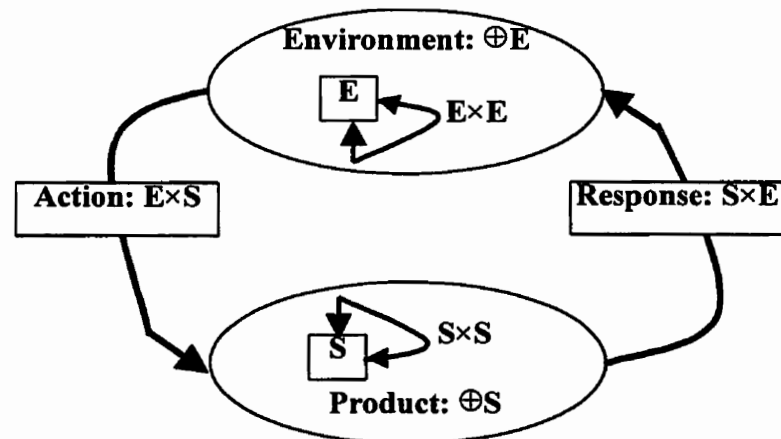 Environment: ⊕E
E
E×E
Action: E×S
Response: S×E
S×S
S
Product: ⊕S